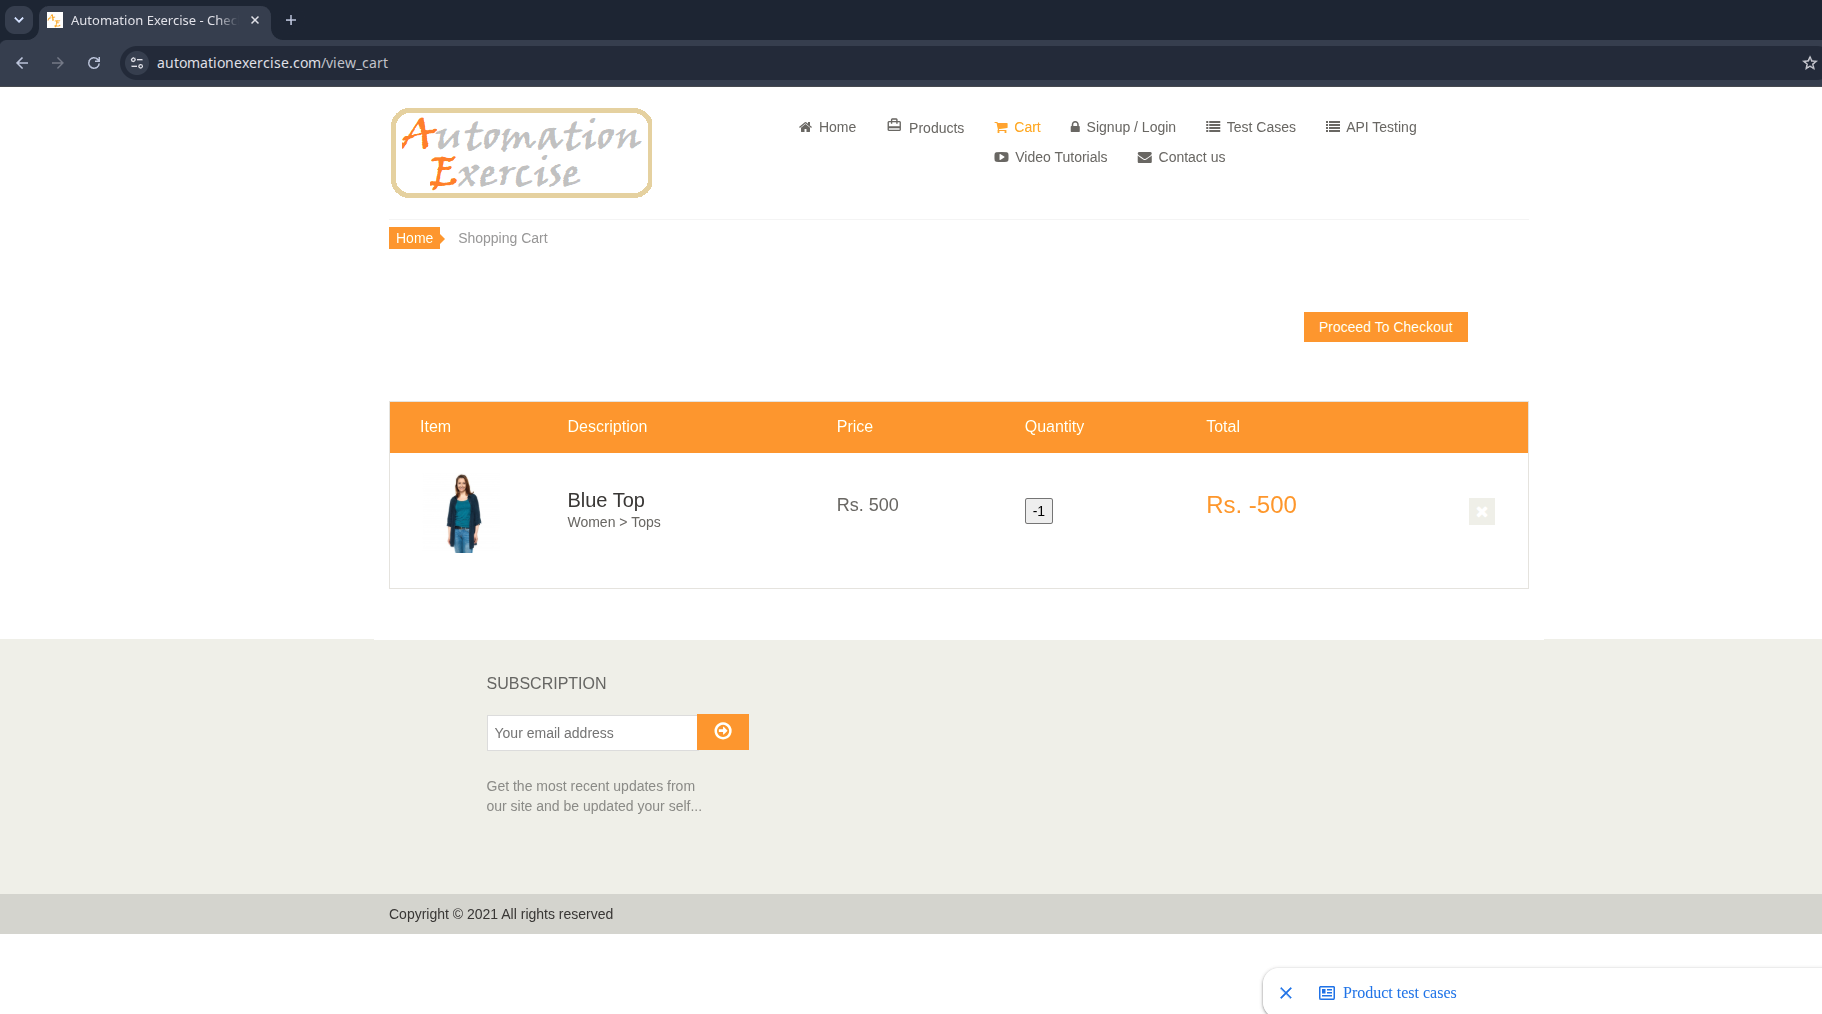 Automation Exercise - Chec
automationexercise.com/view_cart
Automation
Exercise
Home
Products
Cart
Signup / Login
Test Cases
API Testing
Video Tutorials
Contact us
Home
Shopping Cart
Proceed To Checkout
Item Description Price Quantity Total
Blue Top
Women > Tops
Rs. 500
-1
Rs. -500
SUBSCRIPTION
Your email address
Get the most recent updates from
our site and be updated your self...
Copyright © 2021 All rights reserved
Product test cases